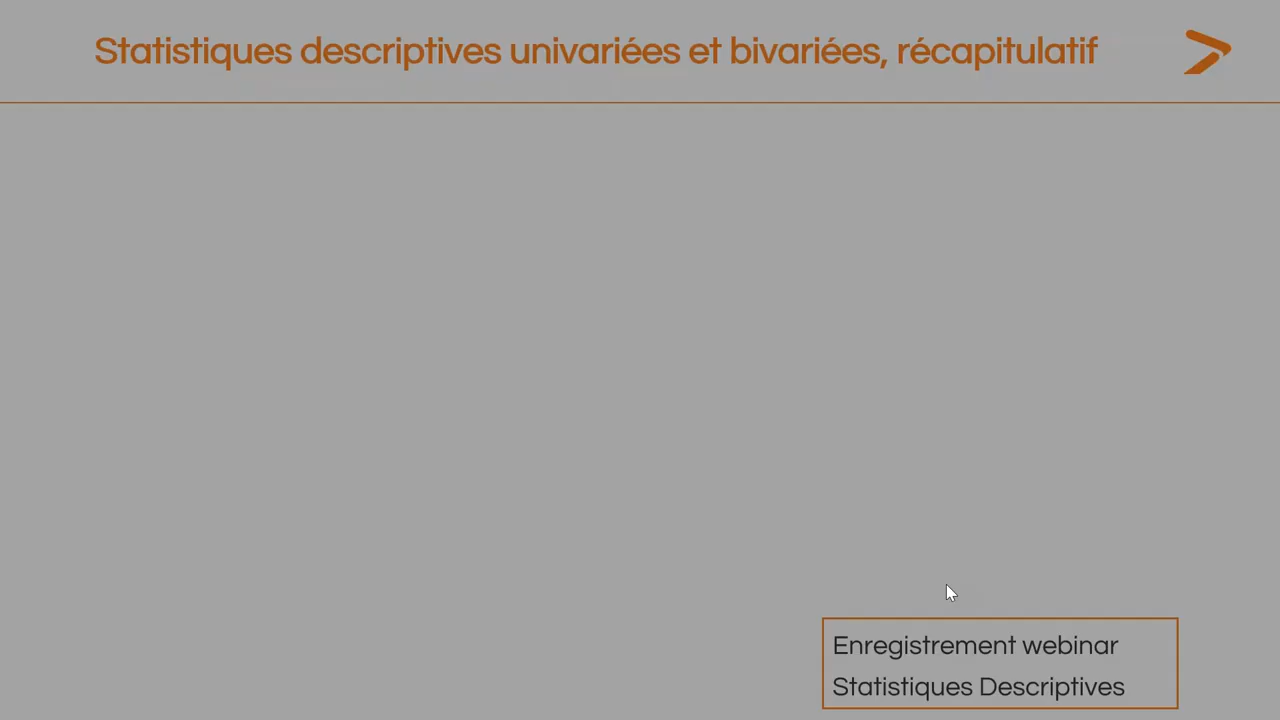 Statistiques descriptives univariées et bivariées, récapitulatif
Enregistrement webinar
Statistiques Descriptives